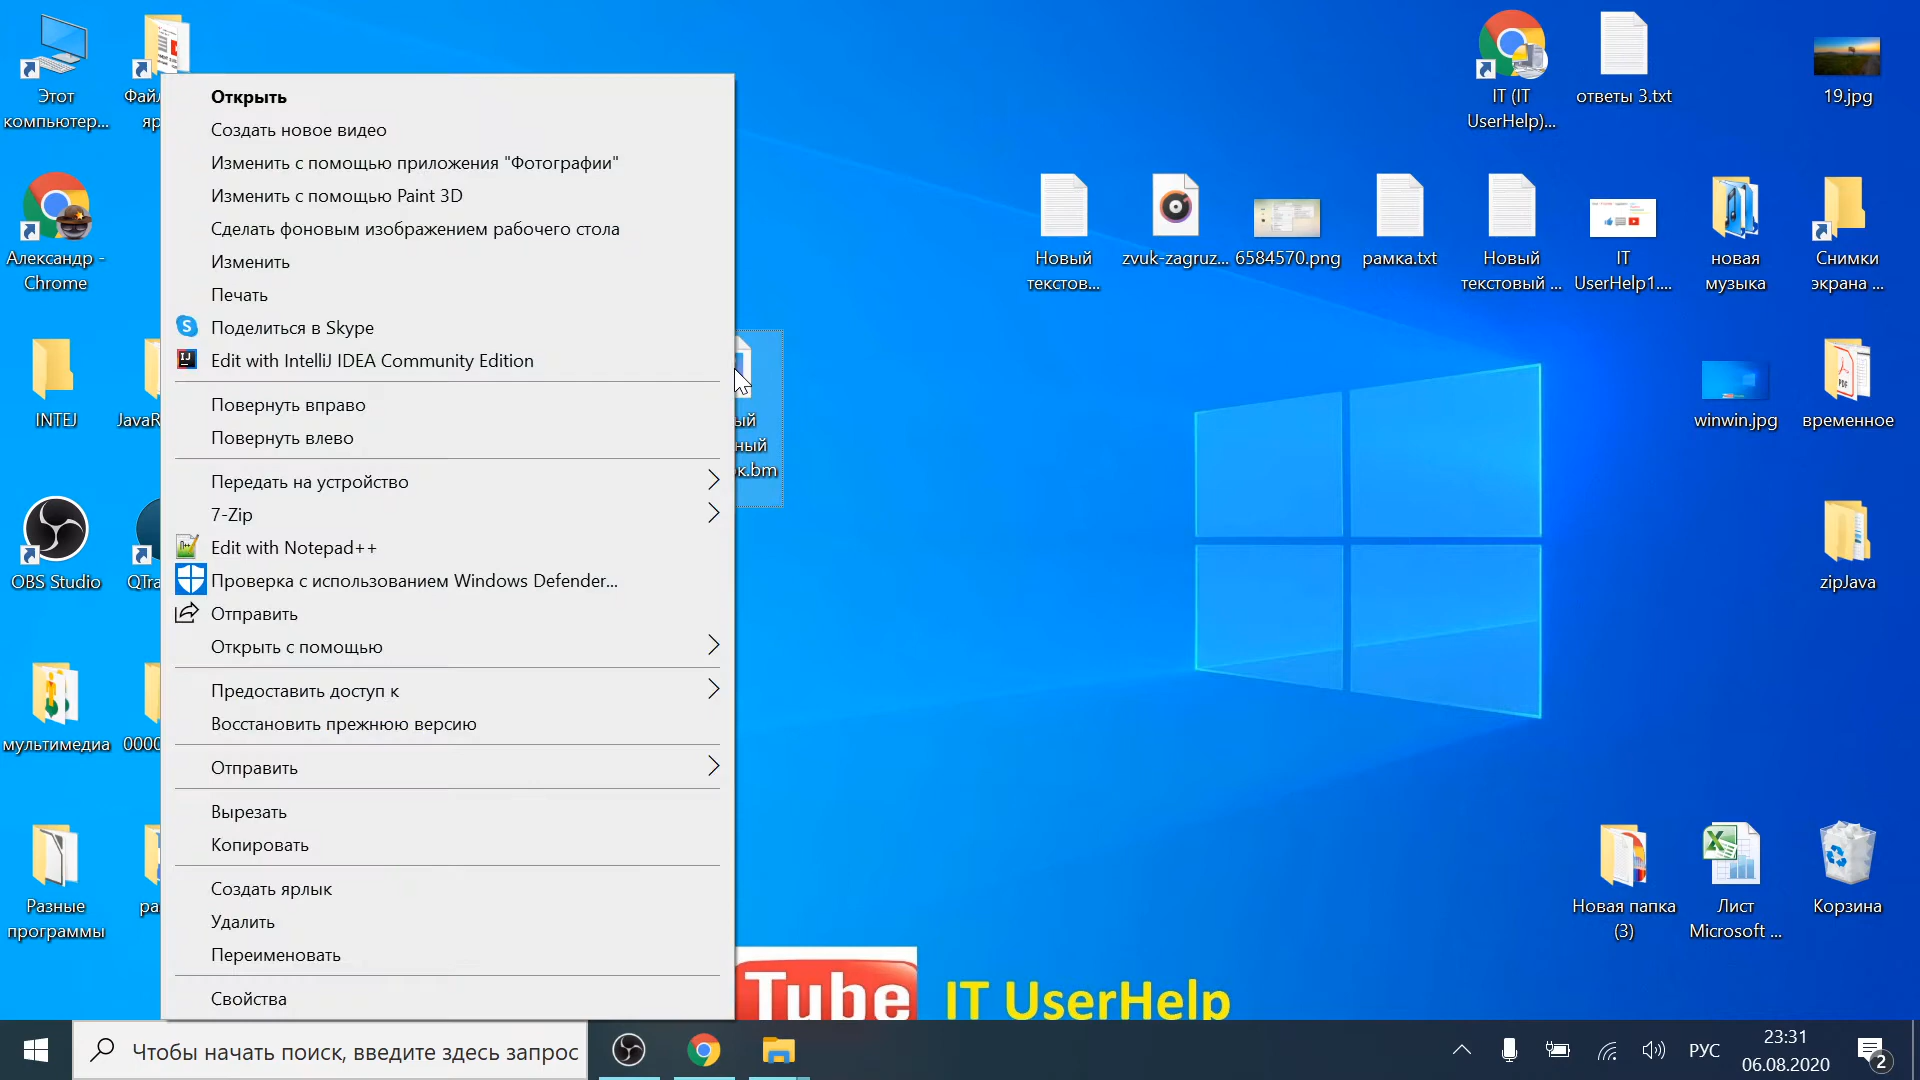 Этот
компьютер...
Файл
яр
Александр -
Chrome
INTEJ
JavaR
OBS Studio
QTra
мультимедиа
0000
Разные
программы
ра
Открыть
Создать новое видео
Изменить с помощью приложения "Фотографии"
Изменить с помощью Paint 3D
Сделать фоновым изображением рабочего стола
Изменить
Печать
Поделиться в Skype
Edit with IntelliJ IDEA Community Edition
Повернуть вправо
Повернуть влево
Передать на устройство
7-Zip
Edit with Notepad++
Проверка с использованием Windows Defender...
Отправить
Открыть с помощью
Предоставить доступ к
Восстановить прежнюю версию
Отправить
Вырезать
Копировать
Создать ярлык
Удалить
Переименовать
Свойства
ый
ный
к.bm
IT (IT
UserHelp)...
ответы 3.txt
19.jpg
Новый
текстов...
zvuk-zagruz...
6584570.png
рамка.txt
Новый
текстовый ...
IT
UserHelp1....
новая
музыка
Снимки
экрана ...
winwin.jpg
временное
zipJava
Новая папка
(3)
Лист
Microsoft ...
Корзина
Tube
IT UserHelp
Чтобы начать поиск, введите здесь запрос
РУС
23:31
06.08.2020
2